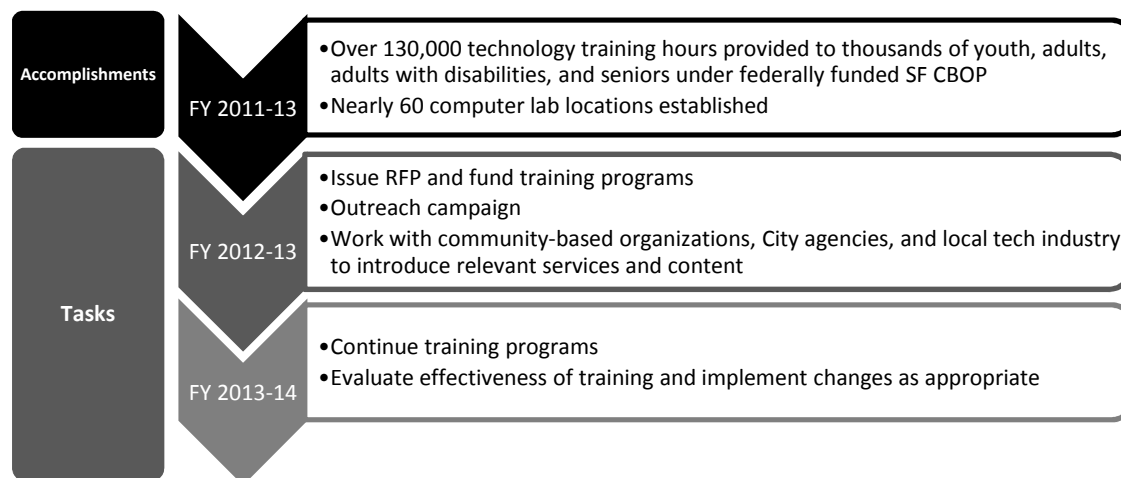 Accomplishments
FY 2011-13
•Over 130,000 technology training hours provided to thousands of youth, adults,
adults with disabilities, and seniors under federally funded SF CBOP
•Nearly 60 computer lab locations established
Tasks
FY 2012-13
•Issue RFP and fund training programs
•Outreach campaign
•Work with community-based organizations, City agencies, and local tech industry
to introduce relevant services and content
FY 2013-14
•Continue training programs
•Evaluate effectiveness of training and implement changes as appropriate